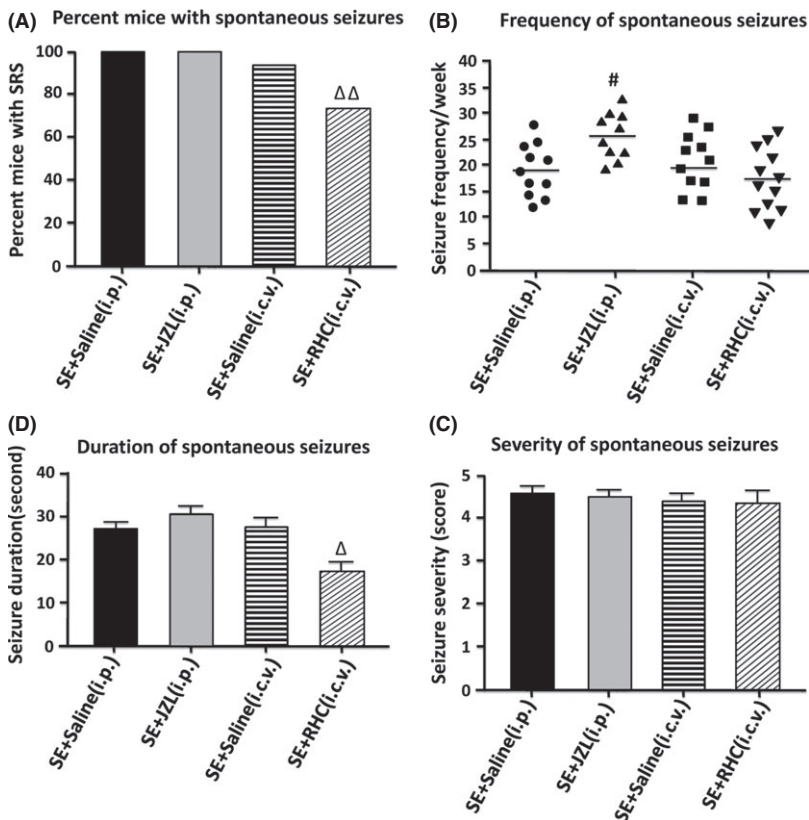 (A) Percent mice with spontaneous seizures
Percent mice with SRS
100
80
60
40
20
0
Δ Δ
SE+Saline(i.p.)
SE+JZL(i.p.)
SE+Saline(i.c.v.)
SE+RHC(i.c.v.)
(B) Frequency of spontaneous seizures
Seizure frequency/week
40
35
30
25
20
15
10
5
0
#
SE+Saline(i.p.)
SE+JZL(i.p.)
SE+Saline(i.c.v.)
SE+RHC(i.c.v.)
(D) Duration of spontaneous seizures
Seizure duration(second)
40
30
20
10
0
Δ
SE+Saline(i.p.)
SE+JZL(i.p.)
SE+Saline(i.c.v.)
SE+RHC(i.c.v.)
(C) Severity of spontaneous seizures
Seizure severity (score)
5
4
3
2
1
0
SE+Saline(i.p.)
SE+JZL(i.p.)
SE+Saline(i.c.v.)
SE+RHC(i.c.v.)